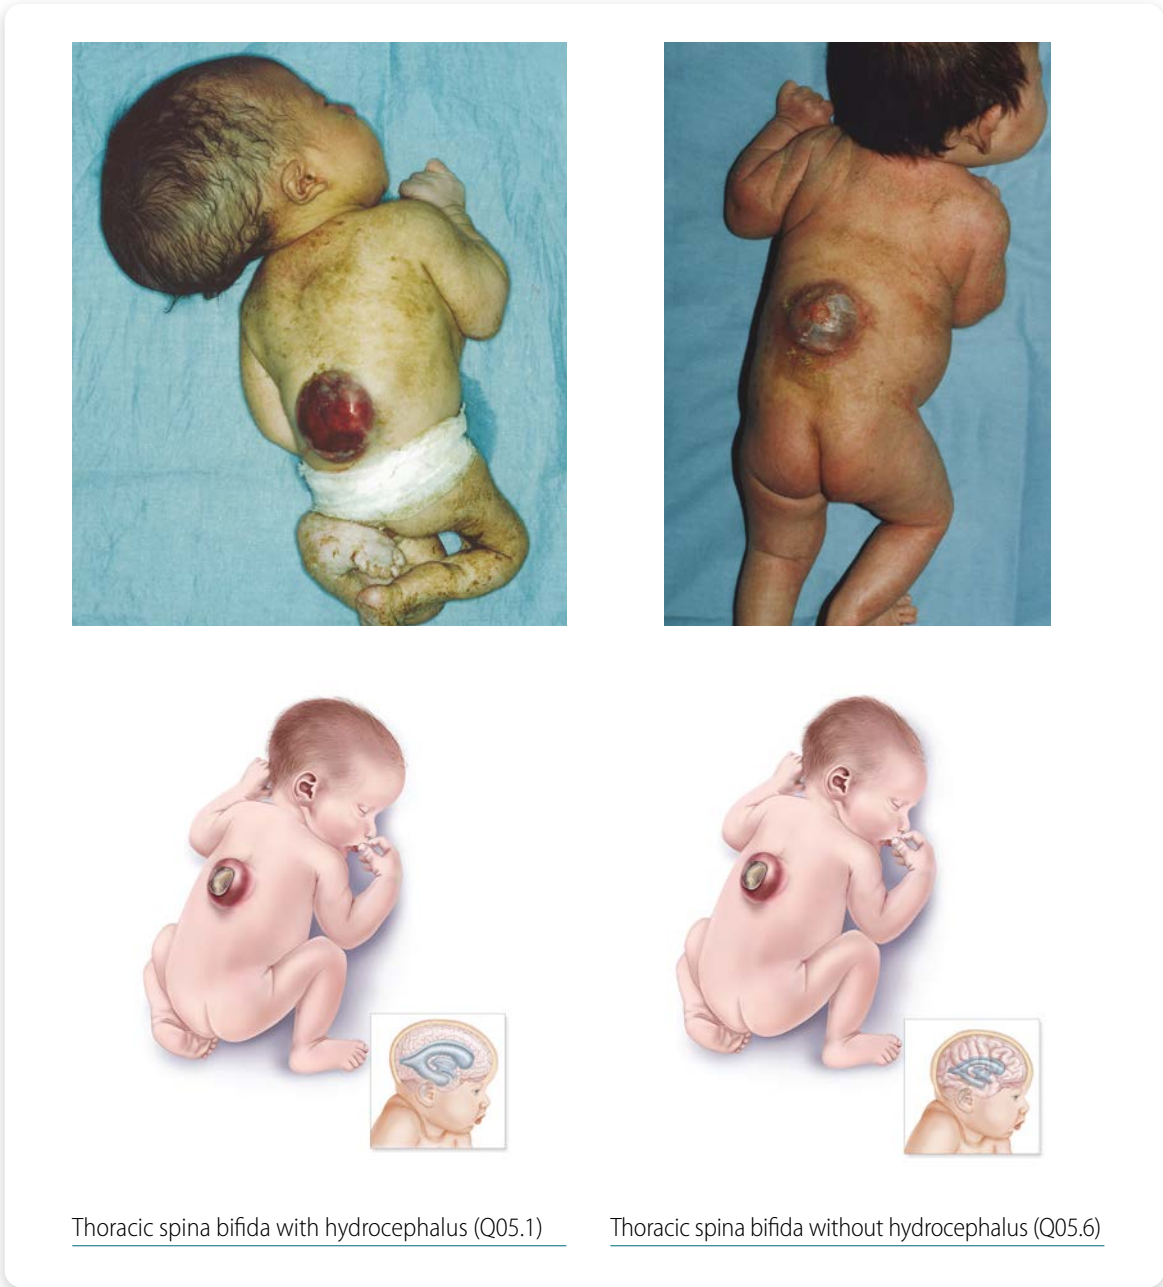 Thoracic spina bifida with hydrocephalus (Q05.1)
Thoracic spina bifida without hydrocephalus (Q05.6)